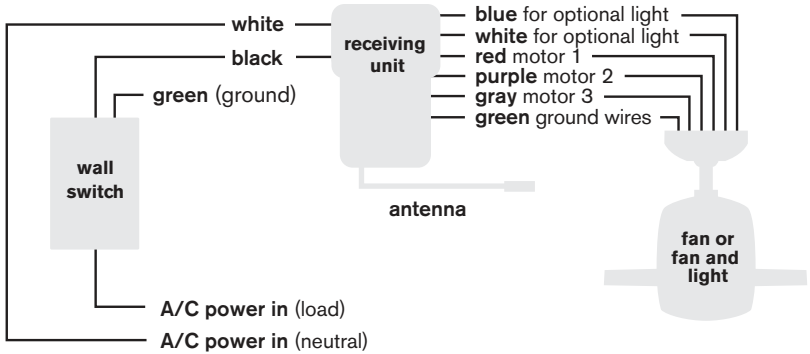 white
black
green (ground)
wall
switch
receiving
unit
blue for optional light
white for optional light
red motor 1
purple motor 2
gray motor 3
green ground wires
antenna
fan or
fan and
light
A/C power in (load)
A/C power in (neutral)